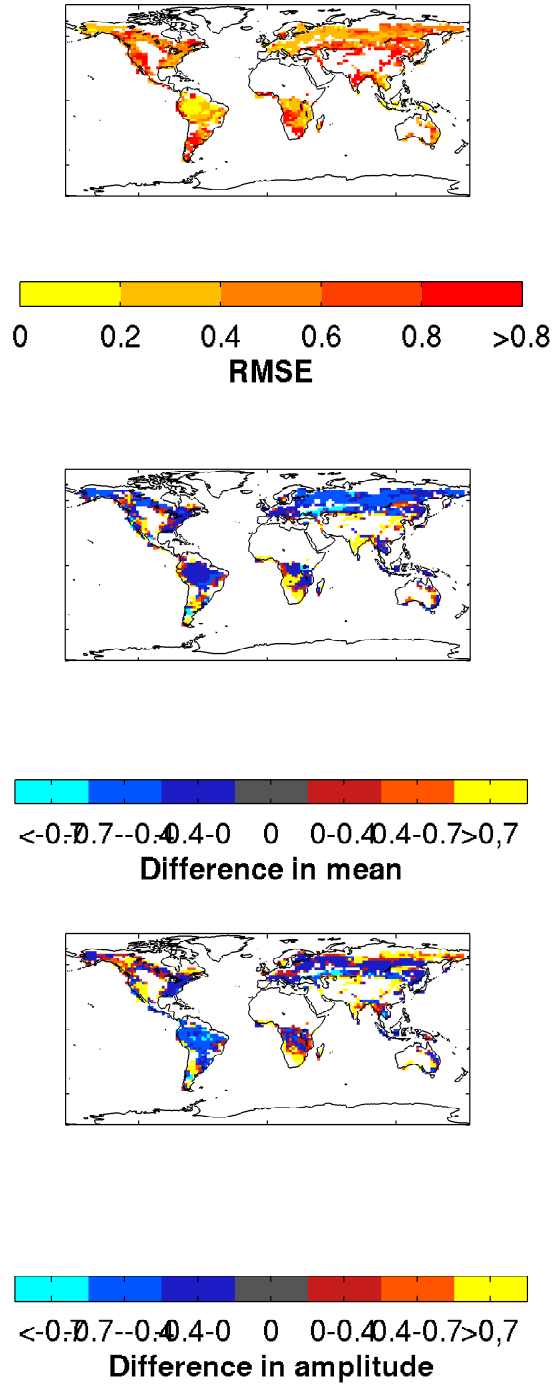 0 0.2 0.4 0.6 0.8 >0.8
RMSE
<-0.7 -0.7--0.4 -0.4-0 0 0-0.4 0.4-0.7 >0,7
Difference in mean
<-0.7 -0.7--0.4 -0.4-0 0 0-0.4 0.4-0.7 >0,7
Difference in amplitude